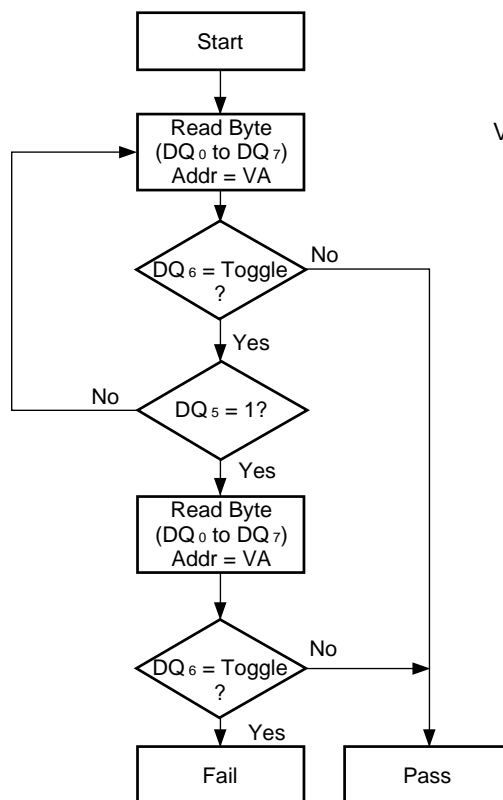 Start
Read Byte
(DQ0 to DQ7)
Addr = VA
V
DQ6 = Toggle
?
No
Yes
DQ5 = 1?
No
Yes
Read Byte
(DQ0 to DQ7)
Addr = VA
DQ6 = Toggle
?
No
Yes
Fail
Pass